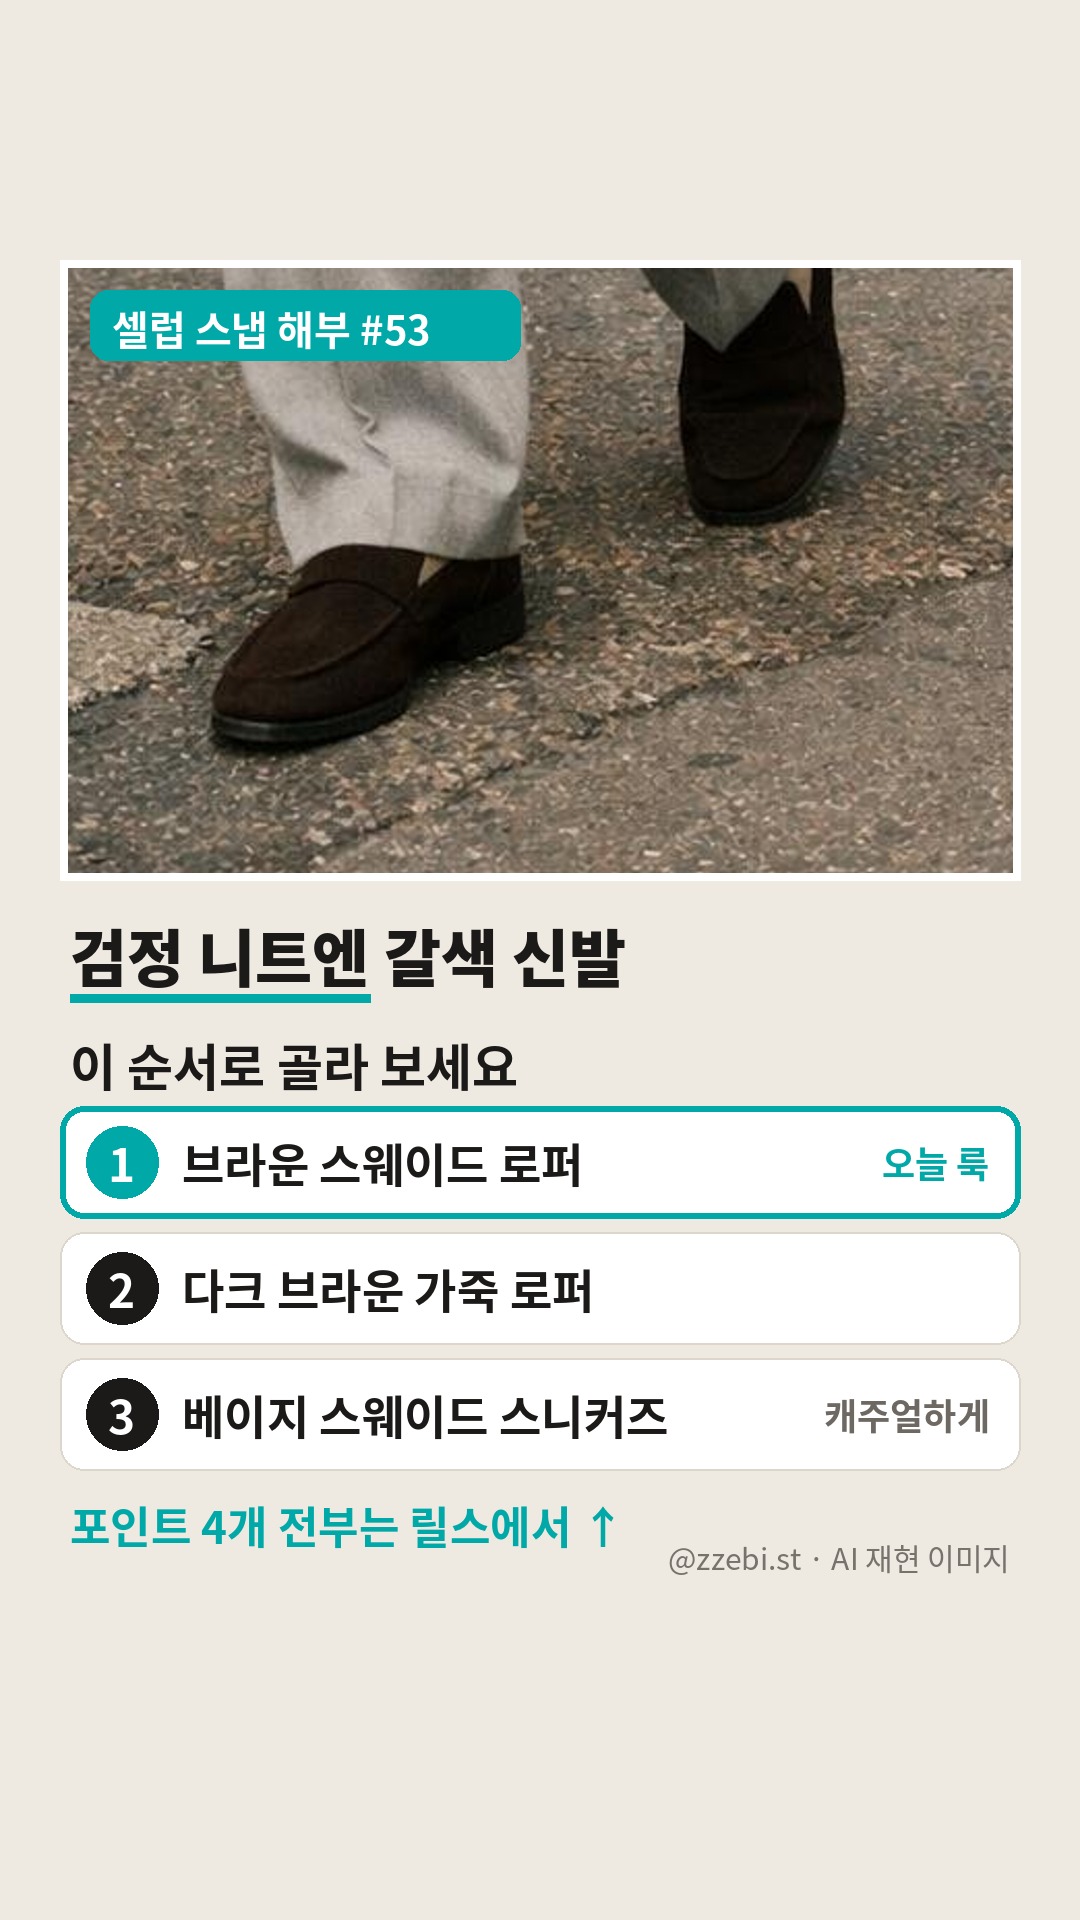 셀럽 스냅 해부 #53
검정 니트엔 갈색 신발
이 순서로 골라 보세요
1 브라운 스웨이드 로퍼 오늘 룩
2 다크 브라운 가죽 로퍼
3 베이지 스웨이드 스니커즈 캐주얼하게
포인트 4개 전부는 릴스에서 ↑
@zzebi.st · AI 재현 이미지